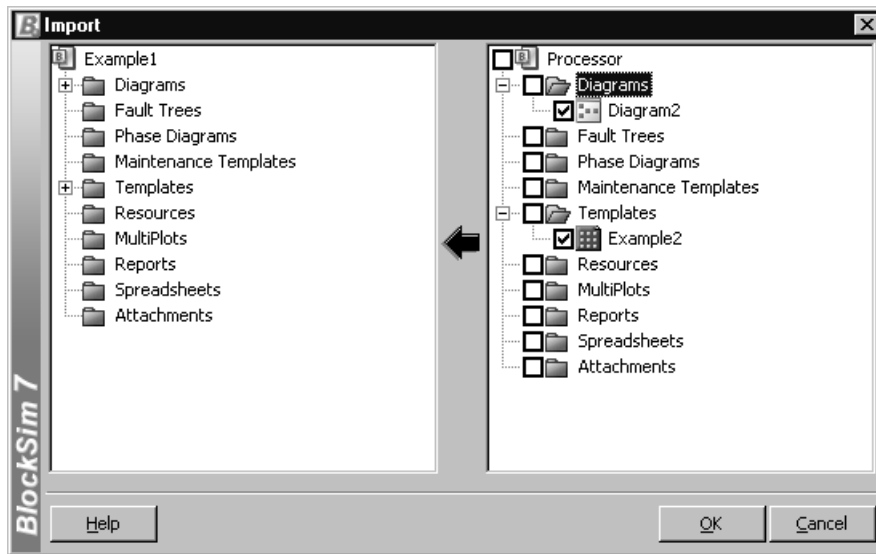 Import
Example1
Diagrams
Fault Trees
Phase Diagrams
Maintenance Templates
Templates
Resources
MultiPlots
Reports
Spreadsheets
Attachments
Processor
Diagrams
Diagram2
Fault Trees
Phase Diagrams
Maintenance Templates
Templates
Example2
Resources
MultiPlots
Reports
Spreadsheets
Attachments
BlockSim 7
Help
OK
Cancel